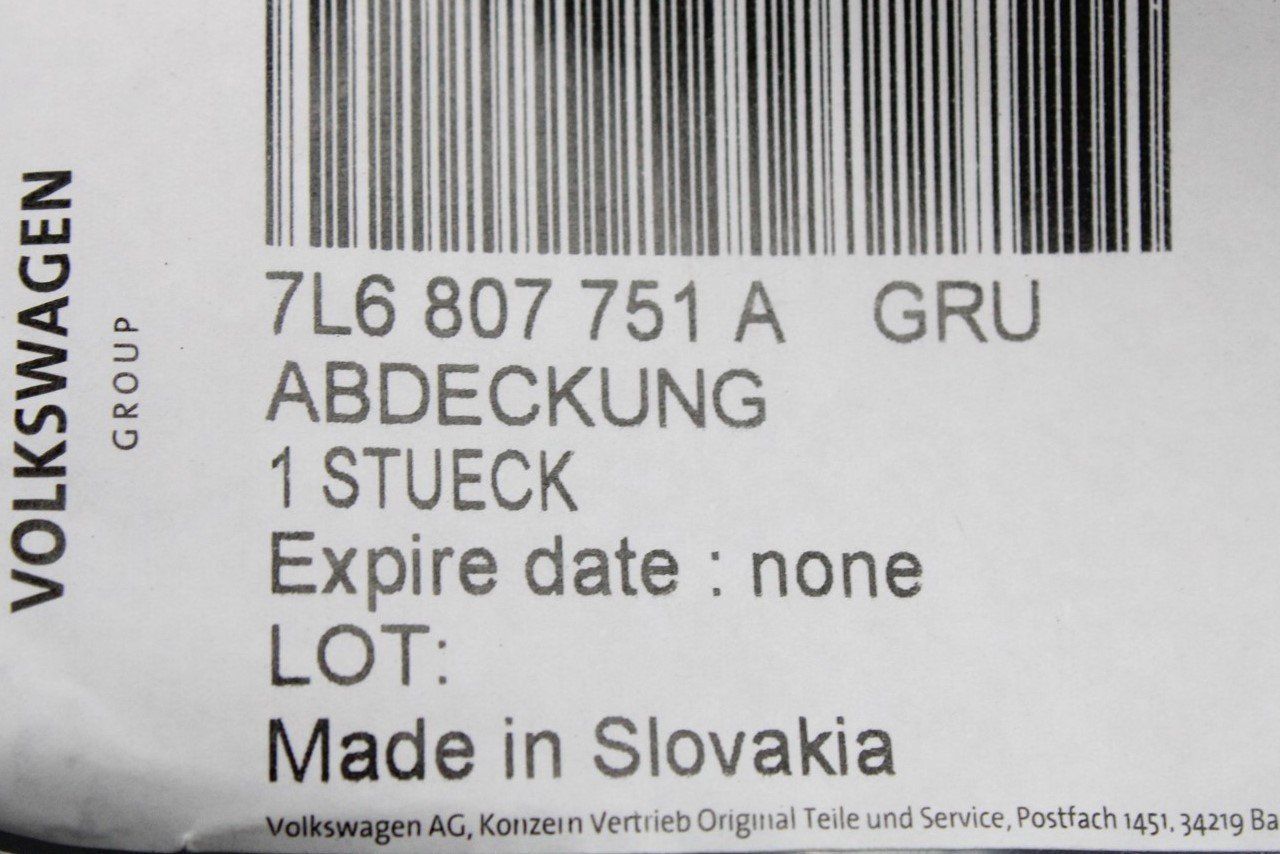 VOLKSWAGEN
GROUP
7L6 807 751 A GRU
ABDECKUNG
1 STUECK
Expire date : none
LOT:
Made in Slovakia
Volkswagen AG, Konzern Vertrieb Original Teile und Service, Postfach 1451, 34219 Ba